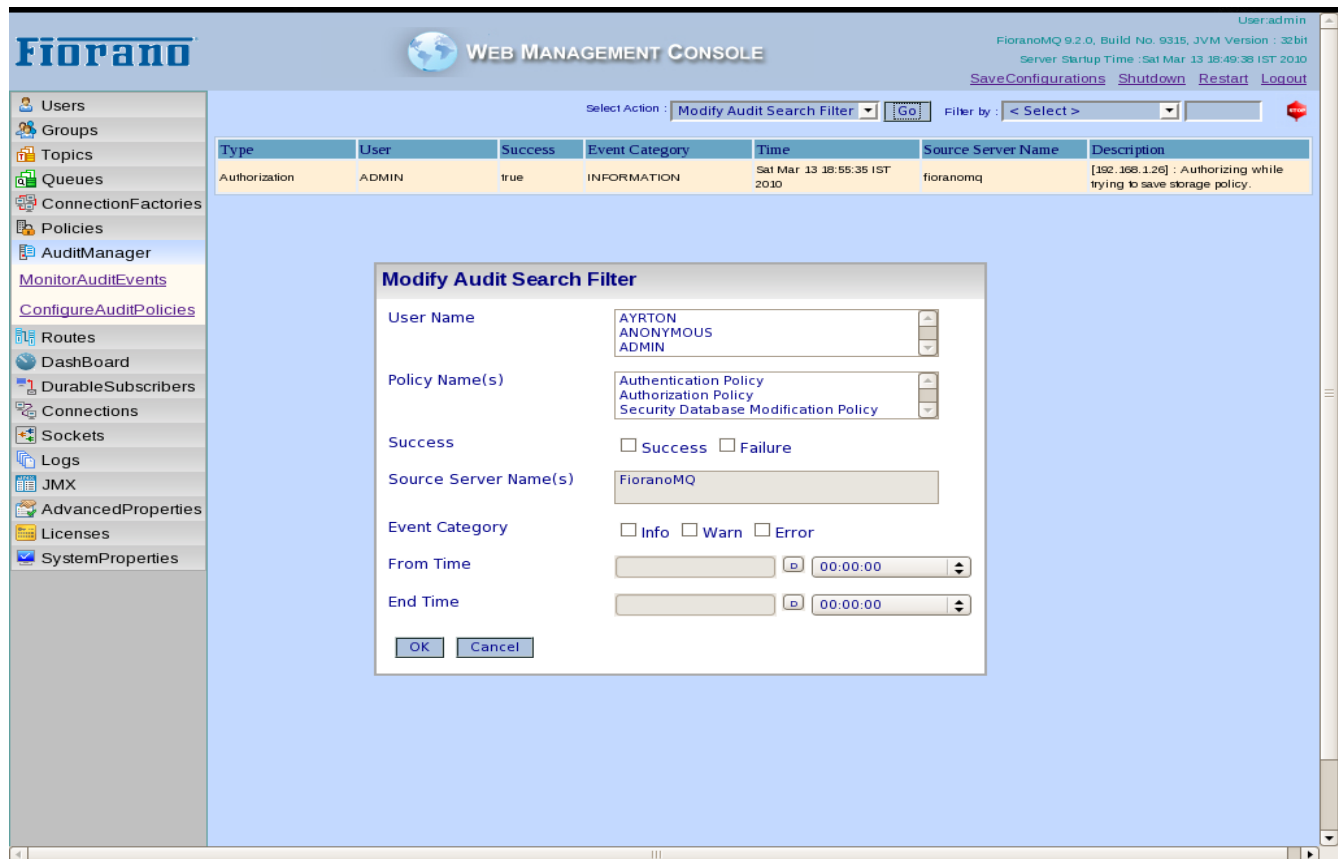 User:admin
Fiorano
WEB MANAGEMENT CONSOLE
FioranoMQ 9.2.0, Build No. 9315, JVM Version : 32bit
Server Startup Time :Sat Mar 13 18:49:38 IST 2010
SaveConfigurations Shutdown Restart Logout
Users
Groups
Topics
Queues
ConnectionFactories
Policies
AuditManager
MonitorAuditEvents
ConfigureAuditPolicies
Routes
DashBoard
DurableSubscribers
Connections
Sockets
Logs
JMX
AdvancedProperties
Licenses
SystemProperties
Select Action : Modify Audit Search Filter Go Filter by : < Select >
Type User Success Event Category Time Source Server Name Description
Authorization ADMIN true INFORMATION Sat Mar 13 18:55:35 IST 2010 fioranomq [192.168.1.26] : Authorizing while trying to save storage policy.
Modify Audit Search Filter
User Name
AYRTON
ANONYMOUS
ADMIN
Policy Name(s)
Authentication Policy
Authorization Policy
Security Database Modification Policy
Success
Success Failure
Source Server Name(s)
FioranoMQ
Event Category
Info Warn Error
From Time
D 00:00:00
End Time
D 00:00:00
OK Cancel